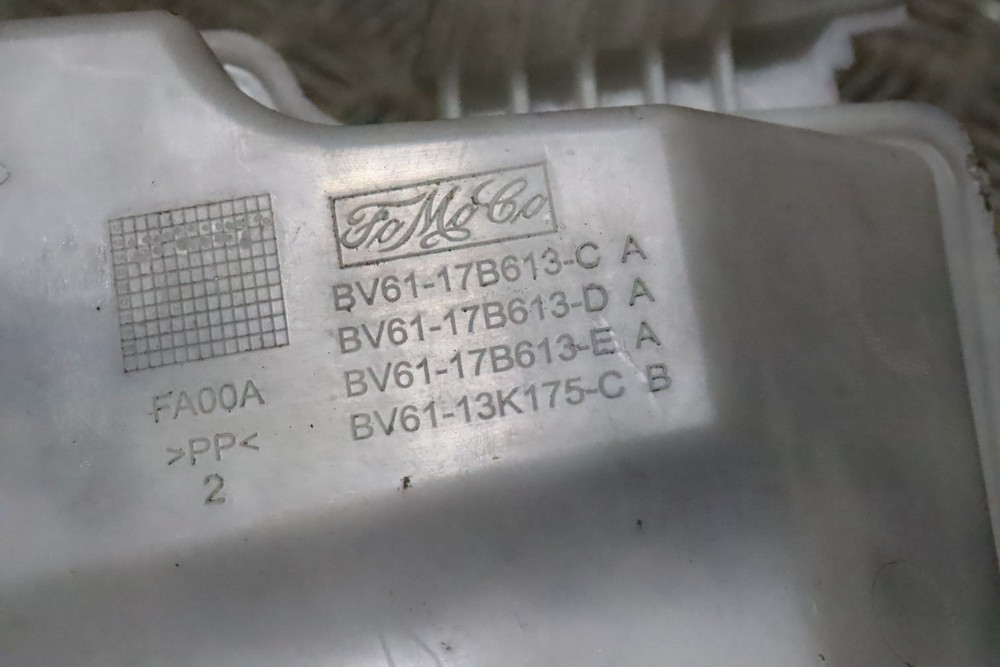 FoMoCo
BV61-17B613-C A
BV61-17B613-D A
BV61-17B613-E A
BV61-13K175-C B
FA00A
>PP<
2